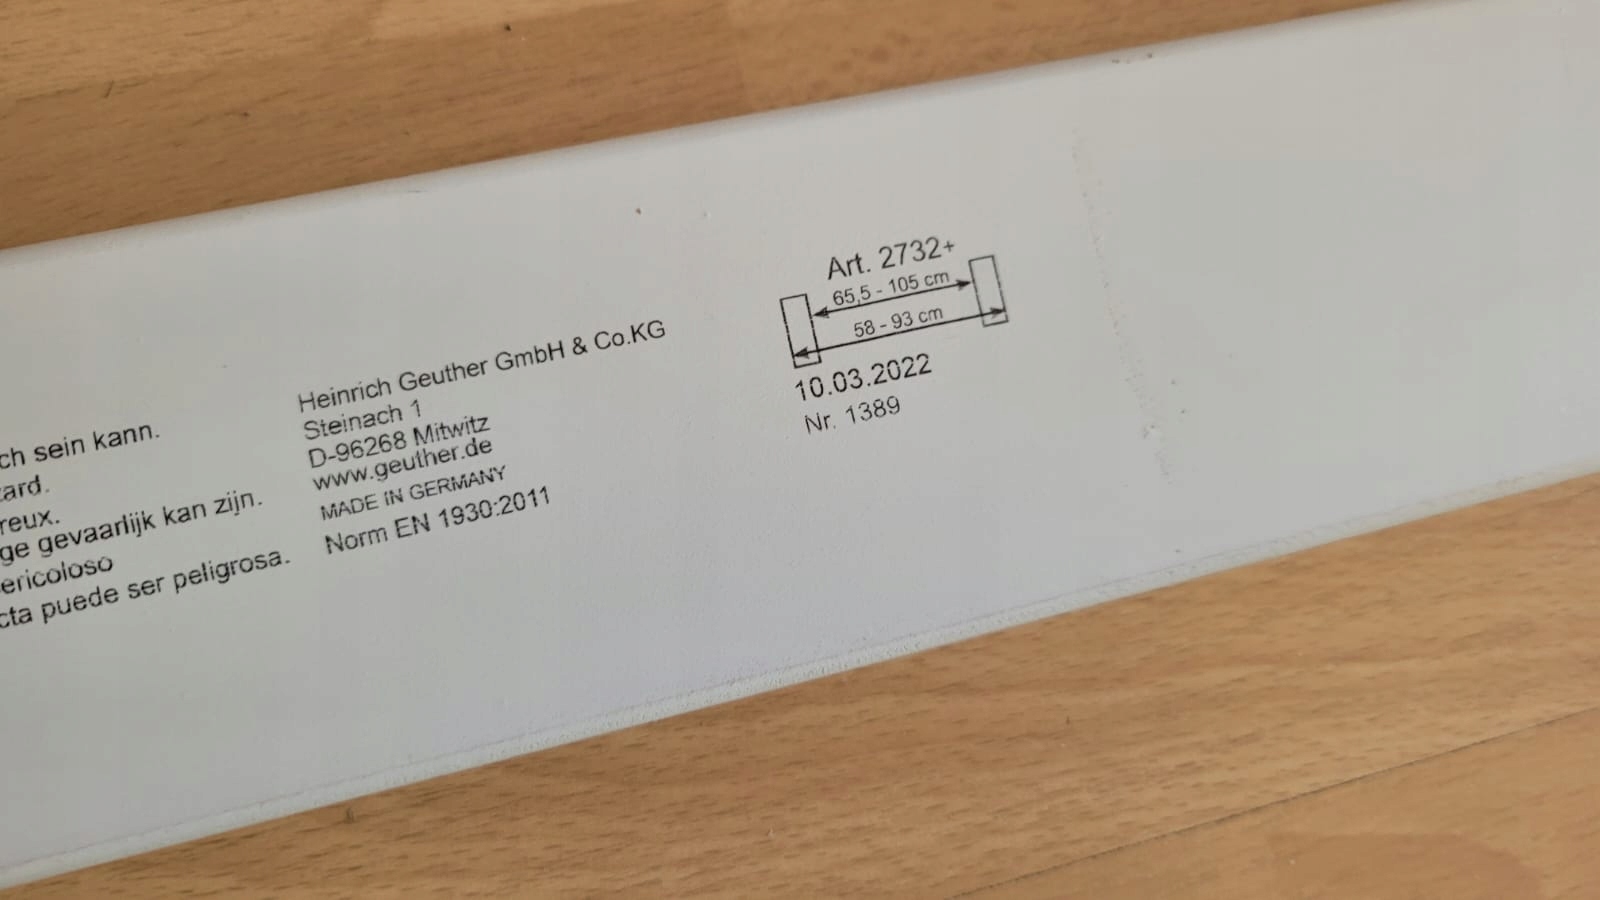 ch sein kann.
tard.
reux.
ge gevaarlijk kan zijn.
ericoloso
cta puede ser peligrosa.
Heinrich Geuther GmbH & Co.KG
Steinach 1
D-96268 Mitwitz
www.geuther.de
MADE IN GERMANY
Norm EN 1930:2011
Art. 2732+
65,5 - 105 cm
58 - 93 cm
10.03.2022
Nr. 1389